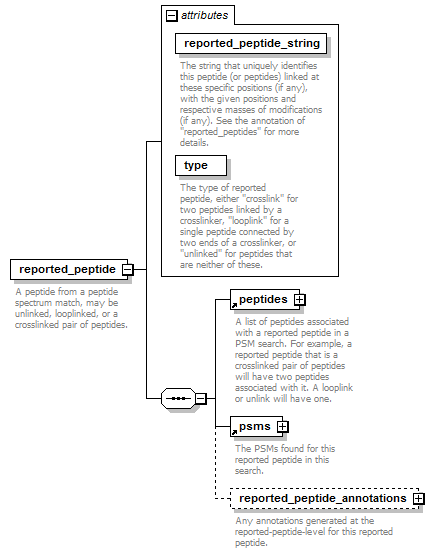 attributes
reported_peptide_string
The string that uniquely identifies
this peptide (or peptides) linked at
these specific positions (if any),
with the given positions and
respective masses of modifications
(if any). See the annotation of
"reported_peptides" for more
details.
type
The type of reported
peptide, either "crosslink" for
two peptides linked by a
crosslinker, "looplink" for a
single peptide connected by
two ends of a crosslinker, or
"unlinked" for peptides that
are neither of these.
reported_peptide
A peptide from a peptide
spectrum match, may be
unlinked, looplinked, or a
crosslinked pair of peptides.
peptides
A list of peptides associated
with a reported peptide in a
PSM search. For example, a
reported peptide that is a
crosslinked pair of peptides
will have two peptides
associated with it. A looplink
or unlink will have one.
psms
The PSMs found for this
reported peptide in this
search.
reported_peptide_annotations
Any annotations generated at the
reported-peptide-level for this reported
peptide.